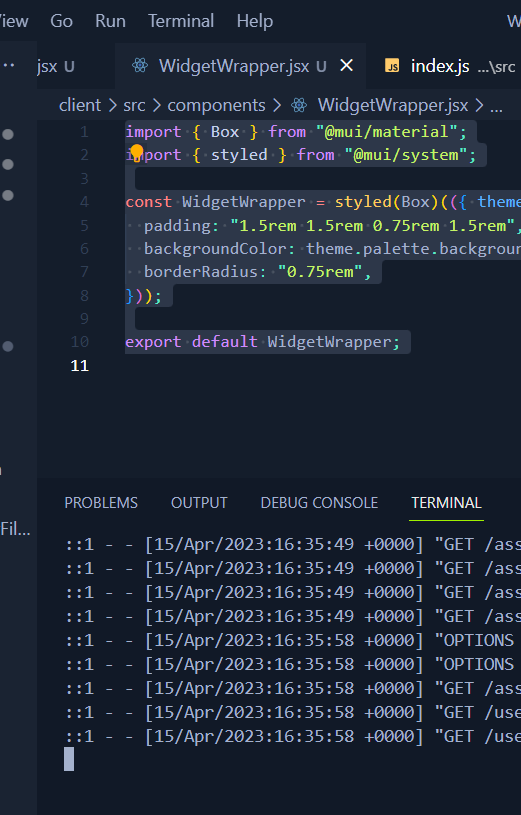 View Go Run Terminal Help
jsx U WidgetWrapper.jsx U index.js ...\src
client > src > components > WidgetWrapper.jsx > ...
1 import { Box } from "@mui/material";
2 import { styled } from "@mui/system";
3
4 const WidgetWrapper = styled(Box)(({ theme
5 padding: "1.5rem 1.5rem 0.75rem 1.5rem",
6 backgroundColor: theme.palette.backgroun
7 borderRadius: "0.75rem",
8 }));
9
10 export default WidgetWrapper;
11
PROBLEMS OUTPUT DEBUG CONSOLE TERMINAL
Fil...
::1 - - [15/Apr/2023:16:35:49 +0000] "GET /ass
::1 - - [15/Apr/2023:16:35:49 +0000] "GET /ass
::1 - - [15/Apr/2023:16:35:49 +0000] "GET /ass
::1 - - [15/Apr/2023:16:35:49 +0000] "GET /ass
::1 - - [15/Apr/2023:16:35:58 +0000] "OPTIONS
::1 - - [15/Apr/2023:16:35:58 +0000] "OPTIONS
::1 - - [15/Apr/2023:16:35:58 +0000] "GET /ass
::1 - - [15/Apr/2023:16:35:58 +0000] "GET /use
::1 - - [15/Apr/2023:16:35:58 +0000] "GET /use